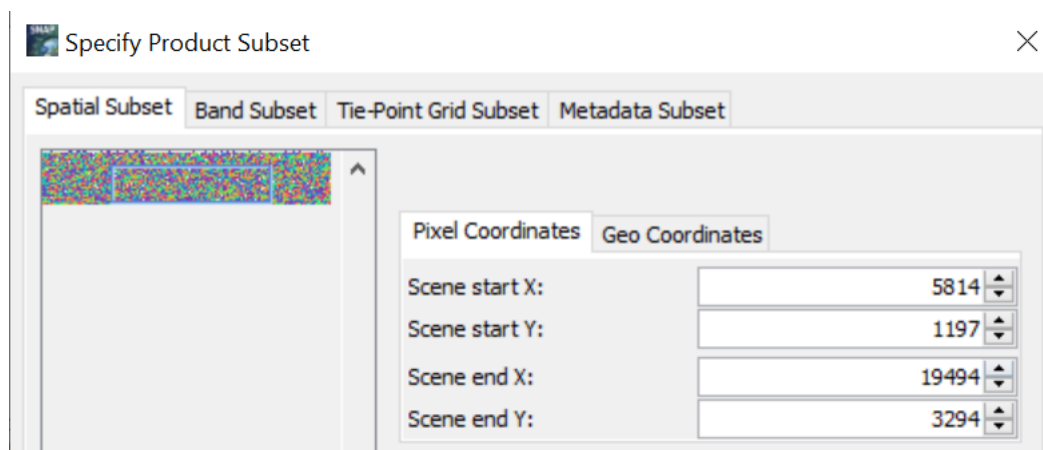 SNAP Specify Product Subset
Spatial Subset Band Subset Tie-Point Grid Subset Metadata Subset
Pixel Coordinates Geo Coordinates
Scene start X: 5814
Scene start Y: 1197
Scene end X: 19494
Scene end Y: 3294